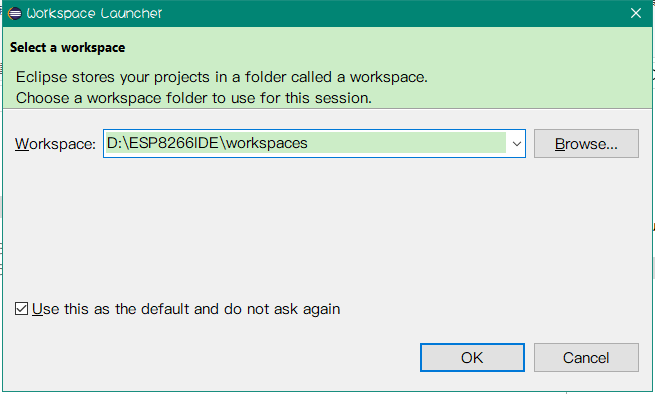 Workspace Launcher
Select a workspace
Eclipse stores your projects in a folder called a workspace.
Choose a workspace folder to use for this session.
Workspace: D:\ESP8266IDE\workspaces Browse...
Use this as the default and do not ask again
OK Cancel